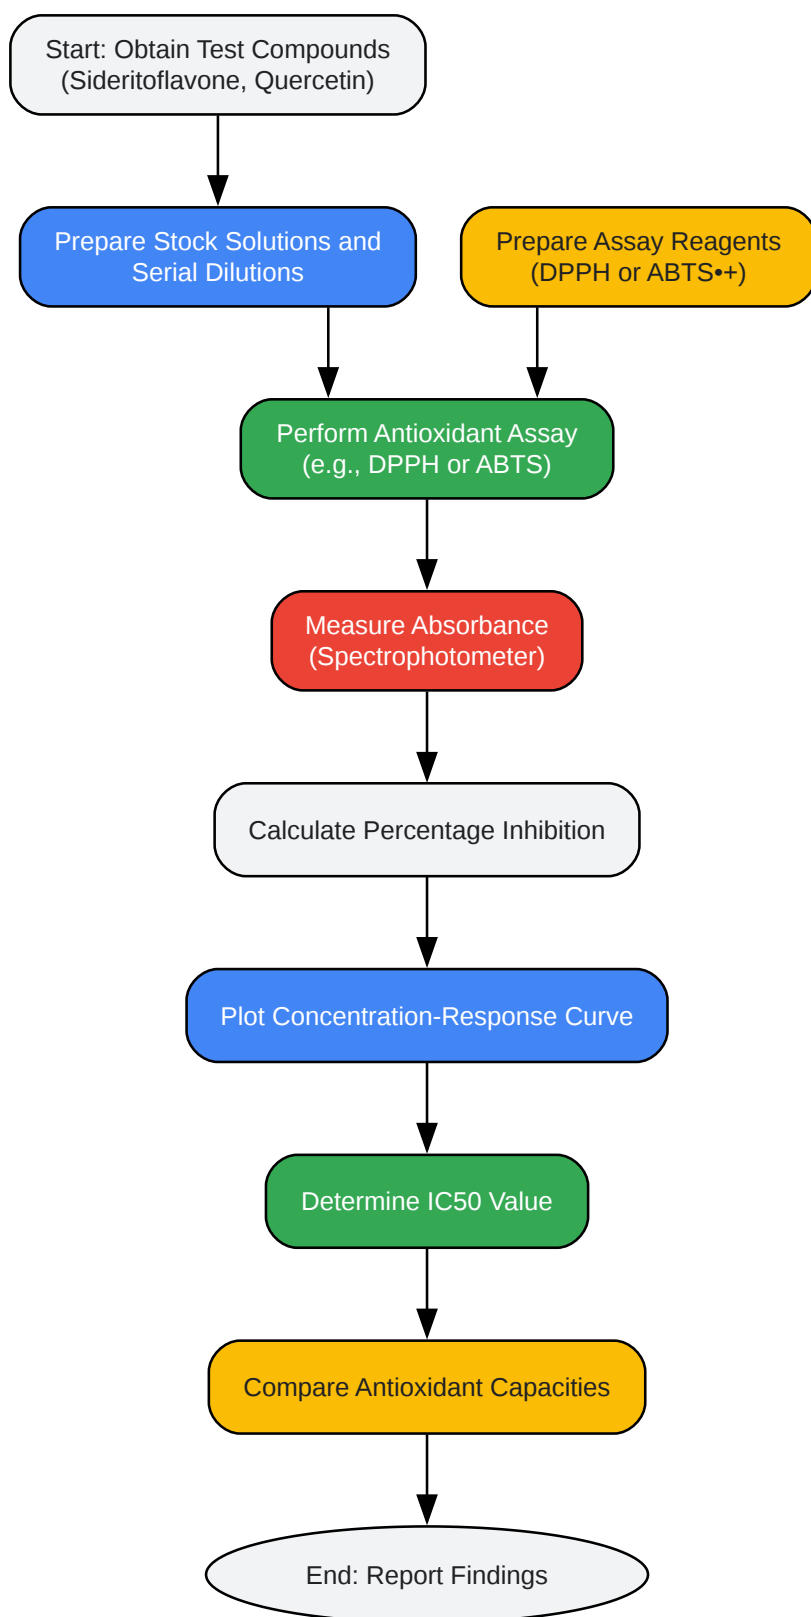 Start: Obtain Test Compounds
(Sideritoflavone, Quercetin)
Prepare Stock Solutions and
Serial Dilutions
Prepare Assay Reagents
(DPPH or ABTS•+)
Perform Antioxidant Assay
(e.g., DPPH or ABTS)
Measure Absorbance
(Spectrophotometer)
Calculate Percentage Inhibition
Plot Concentration-Response Curve
Determine IC50 Value
Compare Antioxidant Capacities
End: Report Findings